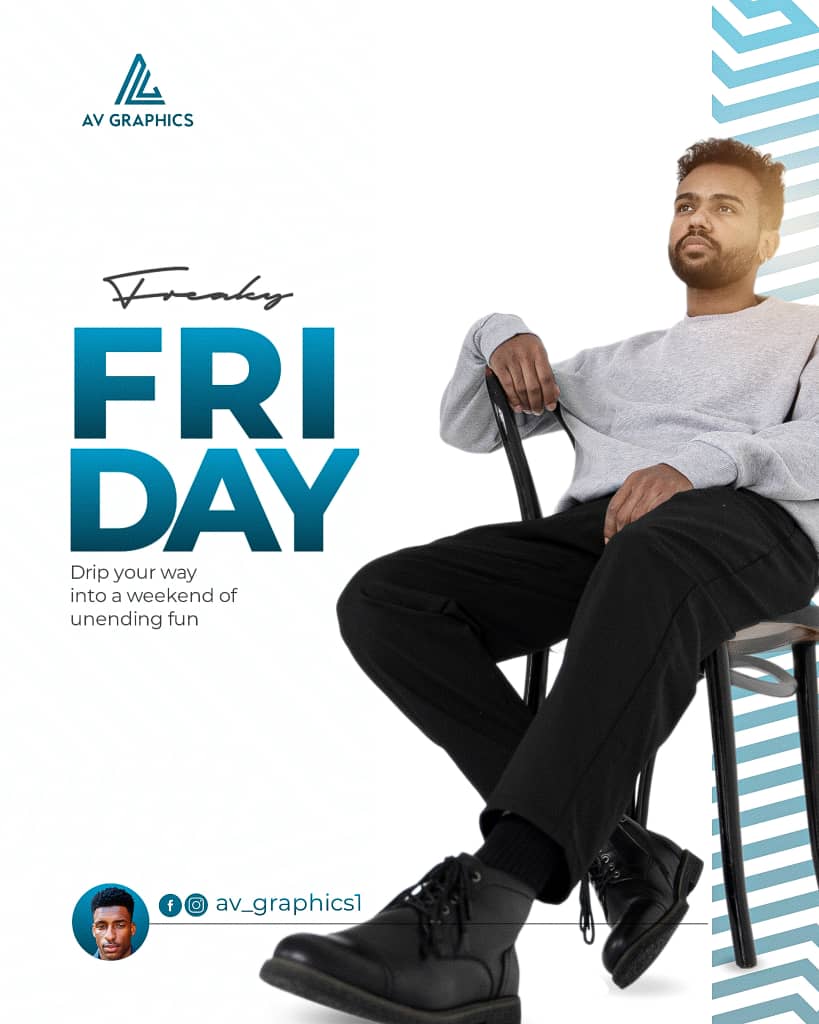 AV GRAPHICS
Freaky
FRI
DAY
Drip your way
into a weekend of
unending fun
av_graphics1